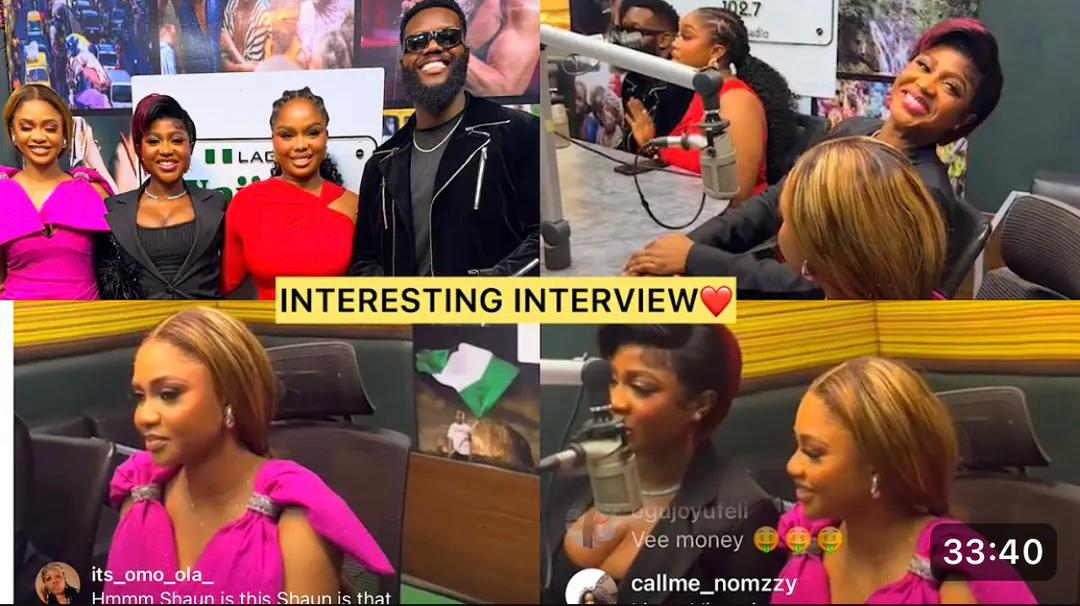 102.7
LAG
INTERESTING INTERVIEW❤️
ogujoyufeli
Vee money 🤑🤑🤑
33:40
its_omo_ola_
callme_nomzzy
Hmmm Shaun is this Shaun is that